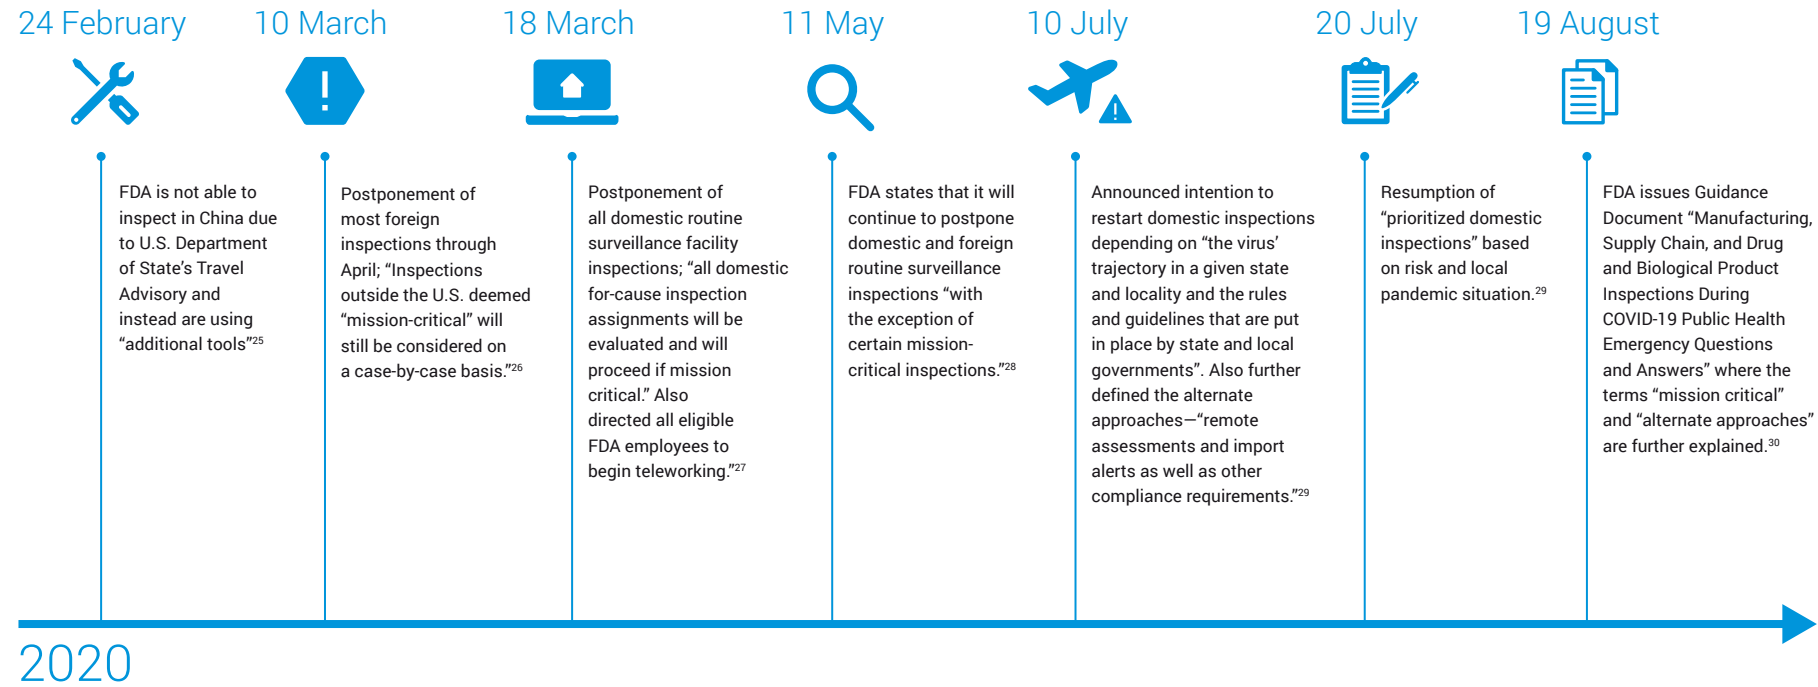 24 February
FDA is not able to
inspect in China due
to U.S. Department
of State’s Travel
Advisory and
instead are using
“additional tools”25
10 March
Postponement of
most foreign
inspections through
April; “Inspections
outside the U.S. deemed
“mission-critical” will
still be considered on
a case-by-case basis.”26
18 March
Postponement of
all domestic routine
surveillance facility
inspections; “all domestic
for-cause inspection
assignments will be
evaluated and will
proceed if mission
critical.” Also
directed all eligible
FDA employees to
begin teleworking.”27
11 May
FDA states that it will
continue to postpone
domestic and foreign
routine surveillance
inspections “with
the exception of
certain mission-
critical inspections.”28
10 July
Announced intention to
restart domestic inspections
depending on “the virus’
trajectory in a given state
and locality and the rules
and guidelines that are put
in place by state and local
governments”. Also further
defined the alternate
approaches—“remote
assessments and import
alerts as well as other
compliance requirements.”29
20 July
Resumption of
“prioritized domestic
inspections” based
on risk and local
pandemic situation.29
19 August
FDA issues Guidance
Document “Manufacturing,
Supply Chain, and Drug
and Biological Product
Inspections During
COVID-19 Public Health
Emergency Questions
and Answers” where the
terms “mission critical”
and “alternate approaches”
are further explained.30
2020